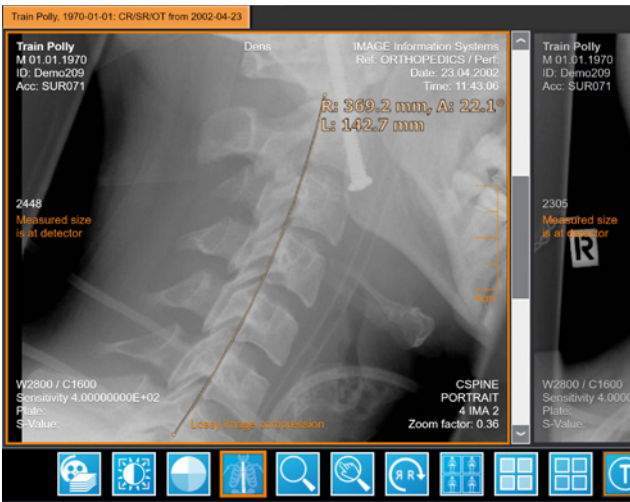 Train Polly, 1970-01-01: CR/SR/OT from 2002-04-23
Train Polly
M 01.01.1970
ID: Demo209
Acc: SUR071
Dens
IMAGE Information Systems
Ref: ORTHOPEDICS / Perf:
Date: 23.04.2002
Time: 11:43:06
R: 369.2 mm, A: 22.1°
L: 142.7 mm
2448
Measured size
is at detector
W2800 / C1600
Sensitivity 4.00000000E+02
Plate:
S-Value:
Lossy image compression
CSPINE
PORTRAIT
4 IMA 2
Zoom factor: 0.36
Train Polly
M 01.01.1970
ID: Demo209
Acc: SUR071
2305
Measured size
is at detector
R
W2800 / C1600
Sensitivity 4.0000
Plate:
S-Value:
R R
T